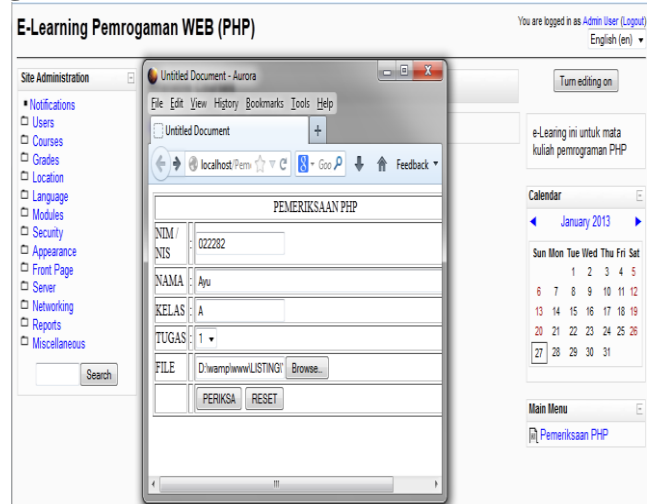 E-Learning Pemrogaman WEB (PHP)
You are logged in as Admin User (Logout)
English (en)
Site Administration
Notifications
Users
Courses
Grades
Location
Language
Modules
Security
Appearance
Front Page
Server
Networking
Reports
Miscellaneous
Search
Untitled Document - Aurora
File Edit View History Bookmarks Tools Help
Untitled Document
localhost/Pem
Goo
Feedback
PEMERIKSAAN PHP
NIM / NIS : 022282
NAMA : Ayu
KELAS : A
TUGAS : 1
FILE : D:\wamp\www\LISTING\ Browse...
PERIKSA RESET
Turn editing on
e-Learing ini untuk mata
kuliah pemrograman PHP
Calendar
January 2013
Sun Mon Tue Wed Thu Fri Sat
1 2 3 4 5
6 7 8 9 10 11 12
13 14 15 16 17 18 19
20 21 22 23 24 25 26
27 28 29 30 31
Main Menu
Pemeriksaan PHP